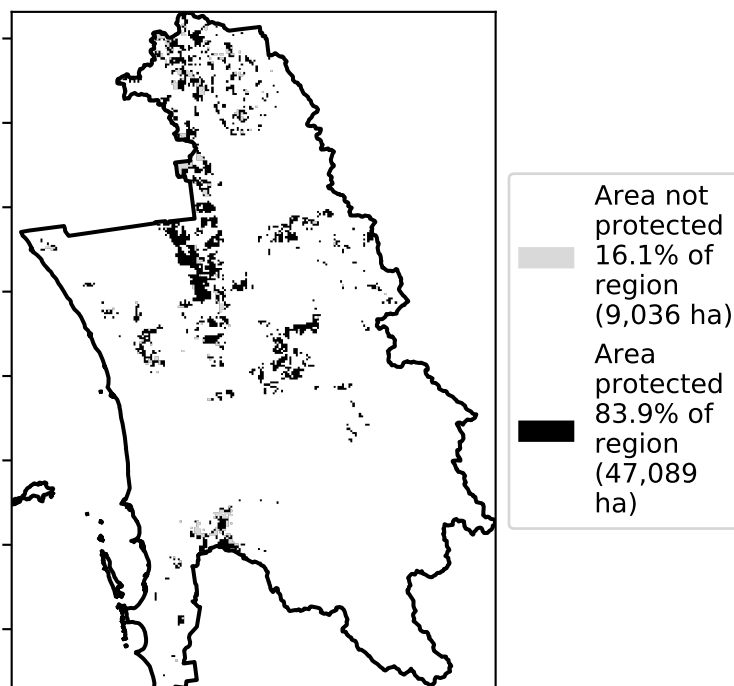 Area not
protected
16.1% of
region
(9,036 ha)
Area
protected
83.9% of
region
(47,089
ha)